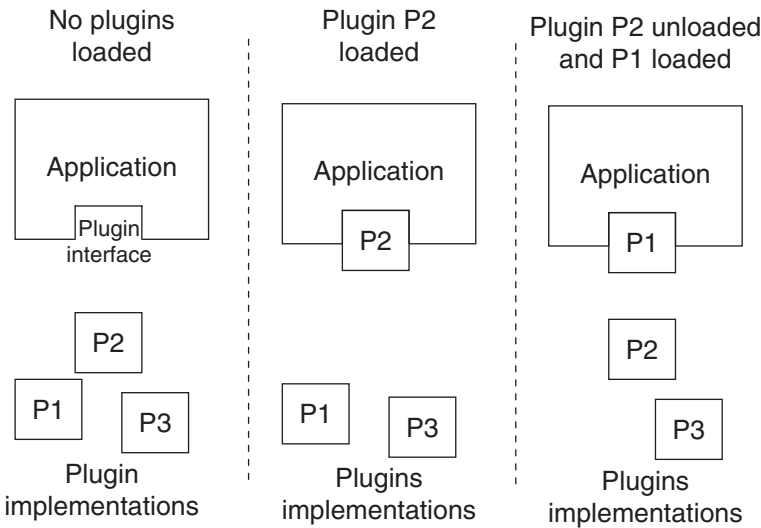 No plugins
loaded
Application
Plugin
interface
P2
P1
P3
Plugin
implementations
Plugin P2
loaded
Application
P2
P1
P3
Plugins
implementations
Plugin P2 unloaded
and P1 loaded
Application
P1
P2
P3
Plugins
implementations